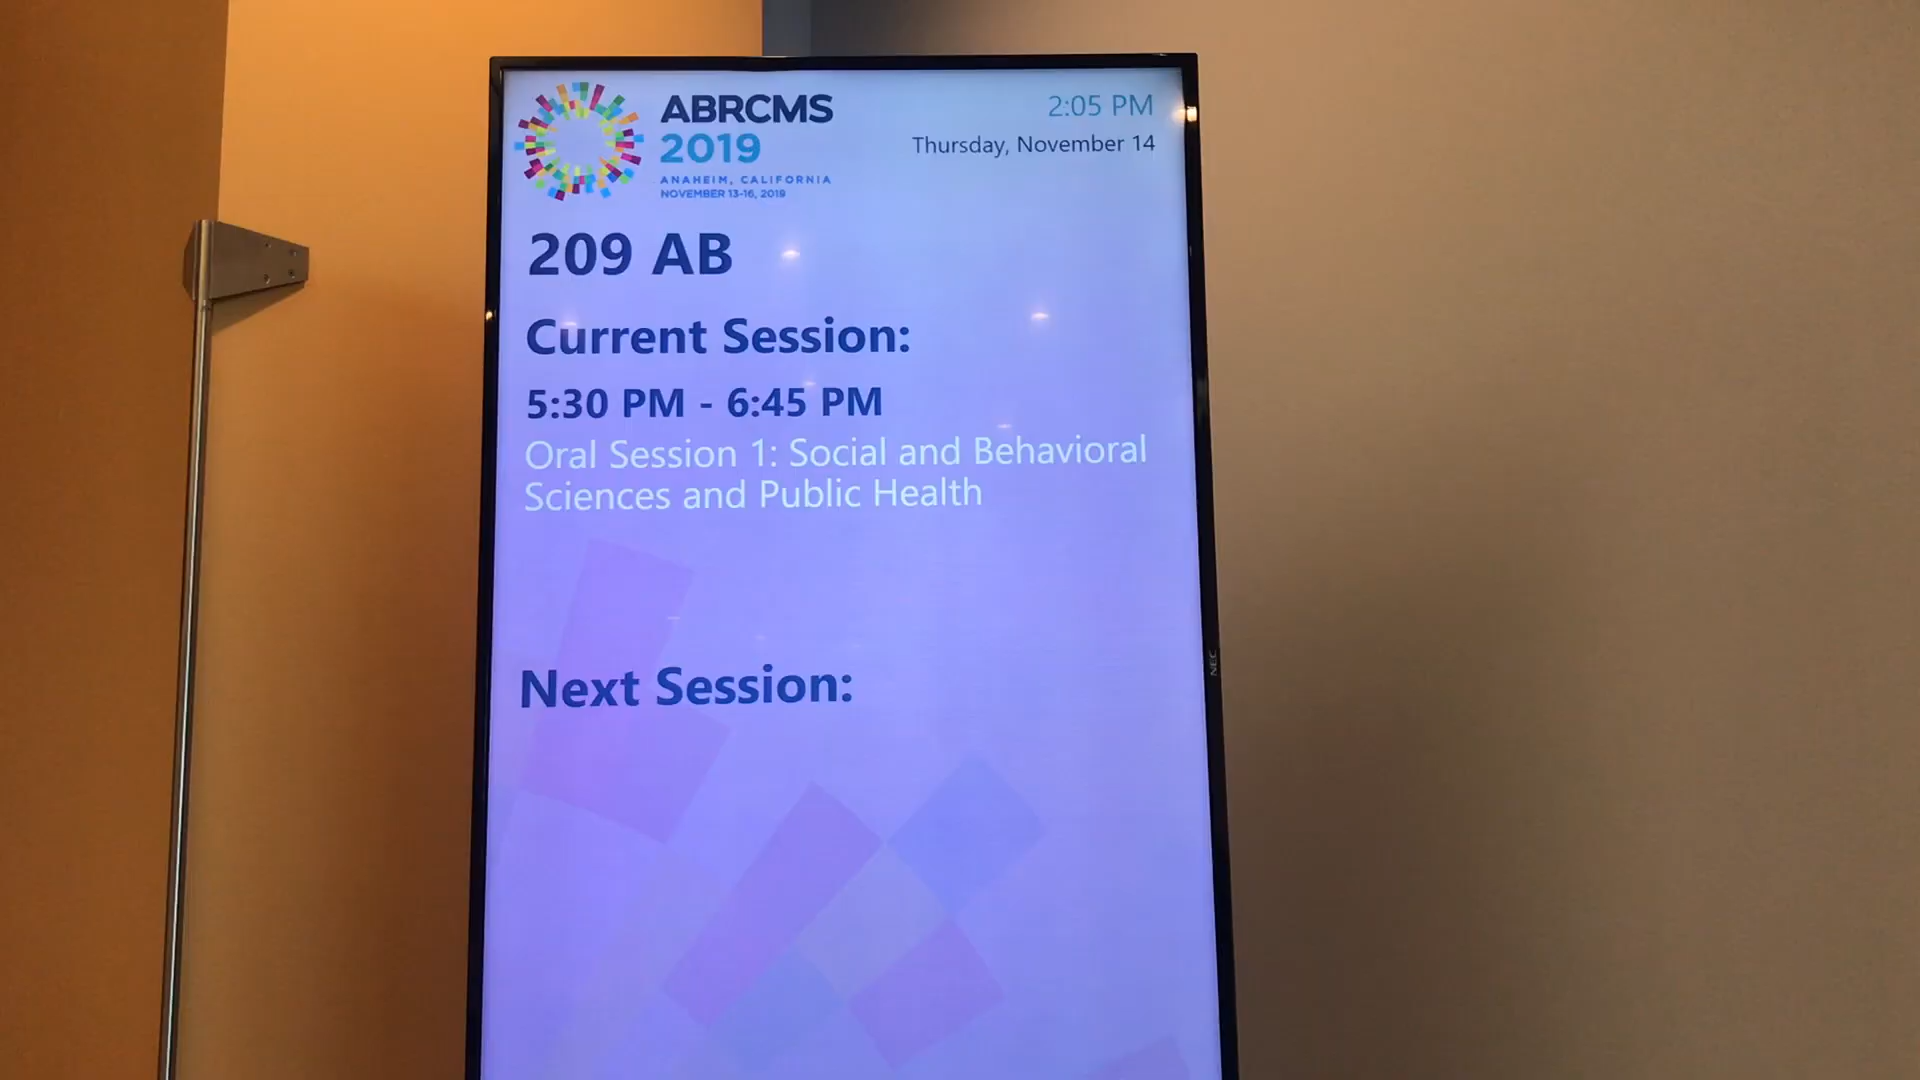 ABRCMS
2019
ANAHEIM, CALIFORNIA
NOVEMBER 13-16, 2019
2:05 PM
Thursday, November 14
209 AB
Current Session:
5:30 PM - 6:45 PM
Oral Session 1: Social and Behavioral
Sciences and Public Health
Next Session:
NEC